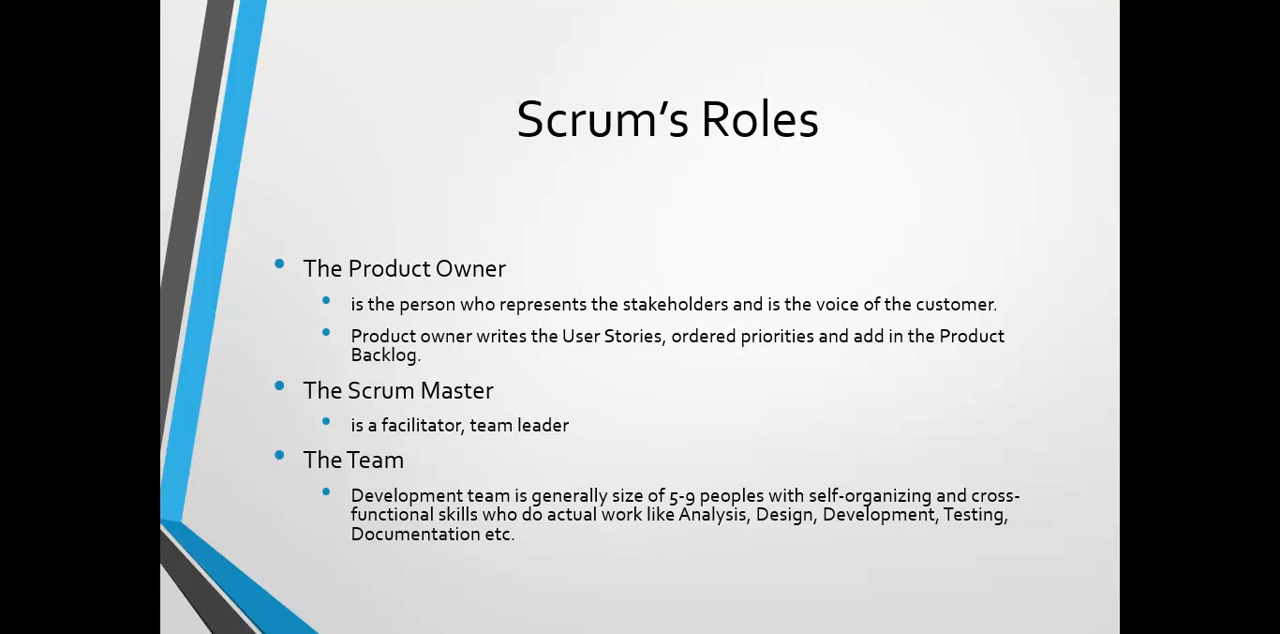 Scrum’s Roles
The Product Owner
is the person who represents the stakeholders and is the voice of the customer.
Product owner writes the User Stories, ordered priorities and add in the Product
Backlog.
The Scrum Master
is a facilitator, team leader
The Team
Development team is generally size of 5-9 peoples with self-organizing and cross-
functional skills who do actual work like Analysis, Design, Development, Testing,
Documentation etc.